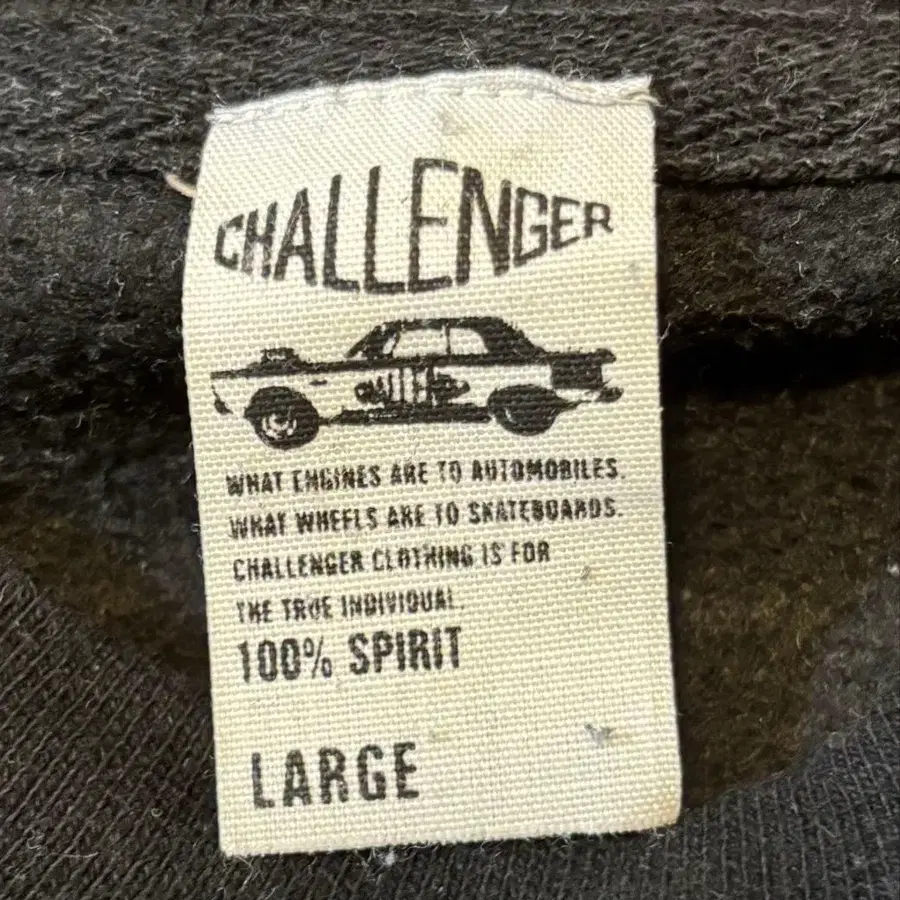 CHALLENGER
CHALLENGER
WHAT ENGINES ARE TO AUTOMOBILES.
WHAT WHEELS ARE TO SKATEBOARDS.
CHALLENGER CLOTHING IS FOR
THE TRUE INDIVIDUAL.
100% SPIRIT
LARGE